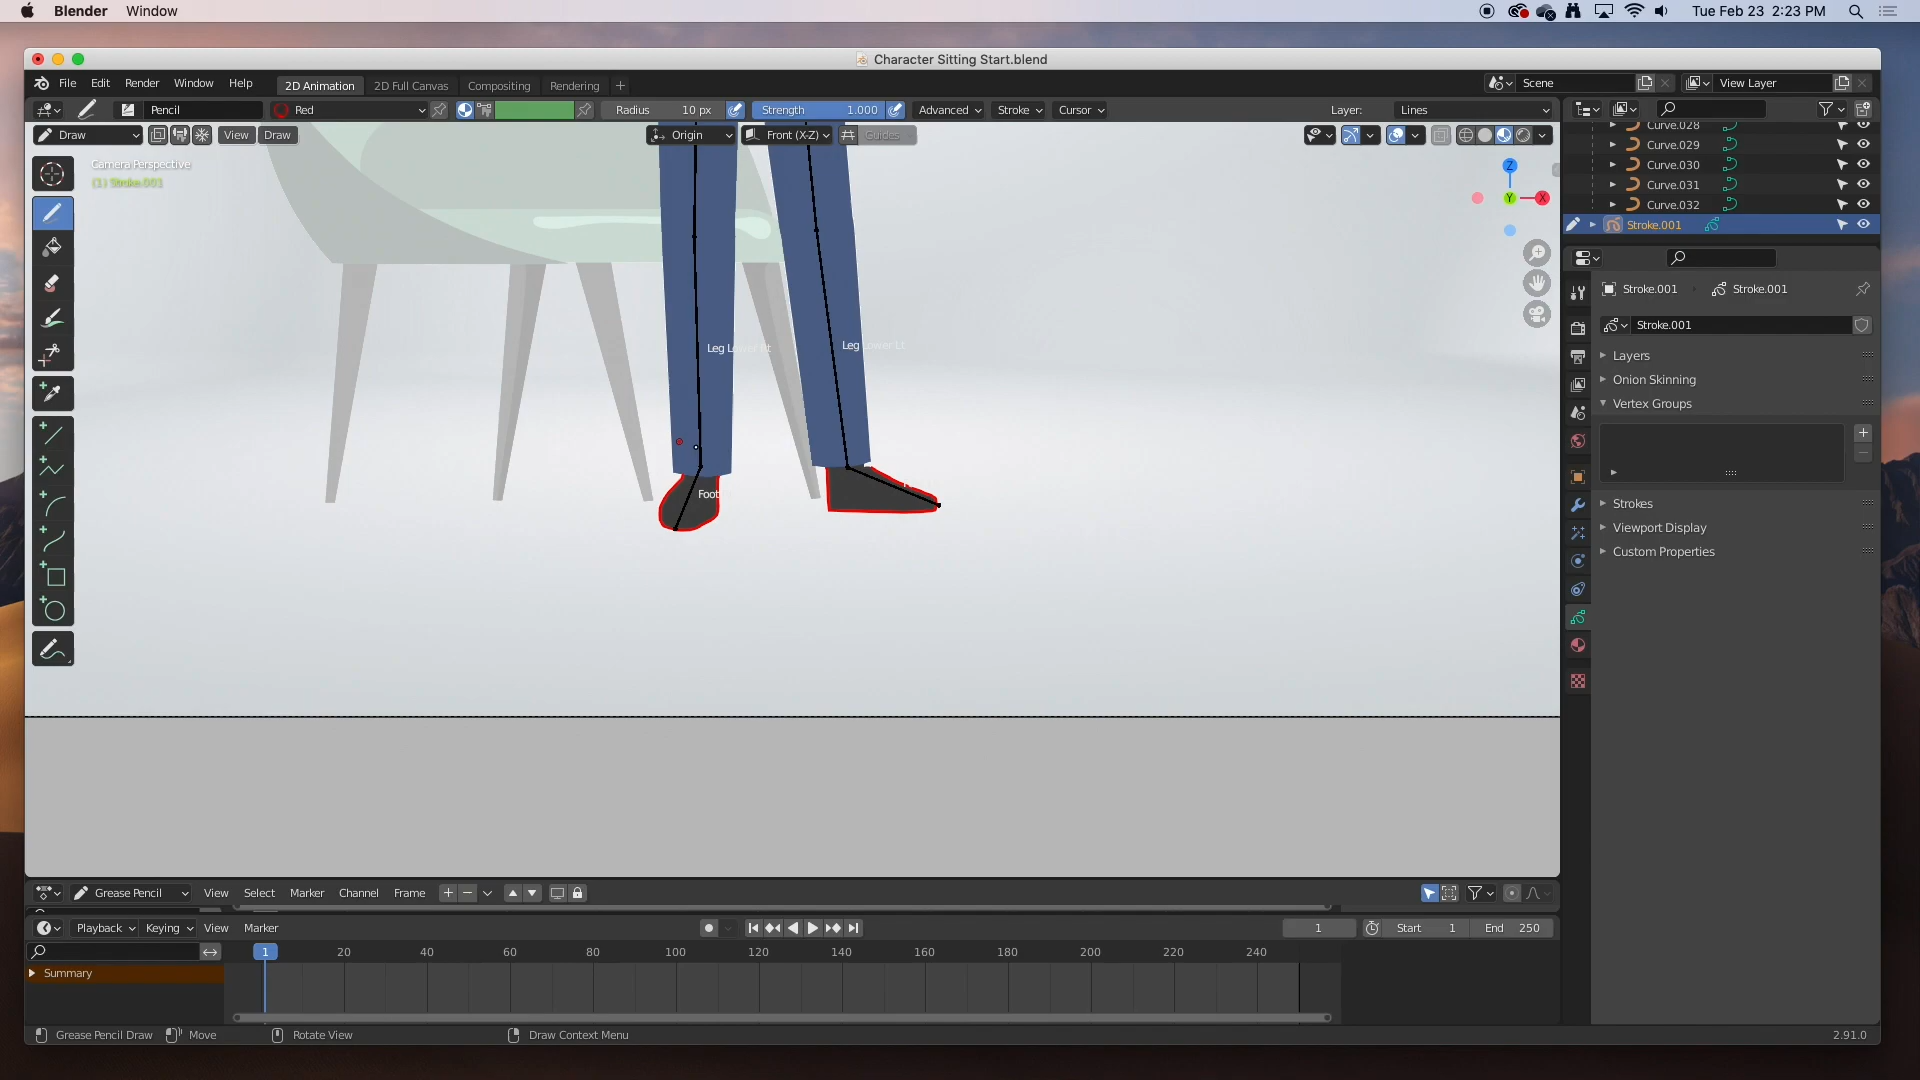 Blender Window
Tue Feb 23 2:23 PM
Character Sitting Start.blend
File Edit Render Window Help
2D Animation 2D Full Canvas Compositing Rendering
Scene
View Layer
Pencil
Red
Radius 10 px
Strength 1.000
Advanced
Stroke
Cursor
Layer: Lines
Draw
View
Draw
Origin
Front (X-Z)
Guides
Camera Perspective
(1) Stroke.001
Z
Y
X
Leg Lower Rt
Leg Lower Lt
Foot
Curve.028
Curve.029
Curve.030
Curve.031
Curve.032
Stroke.001
Stroke.001 Stroke.001
Stroke.001
Layers
Onion Skinning
Vertex Groups
Strokes
Viewport Display
Custom Properties
Grease Pencil View Select Marker Channel Frame
Playback Keying View Marker
1
Start 1
End 250
1 20 40 60 80 100 120 140 160 180 200 220 240
Summary
Grease Pencil Draw Move Rotate View Draw Context Menu
2.91.0